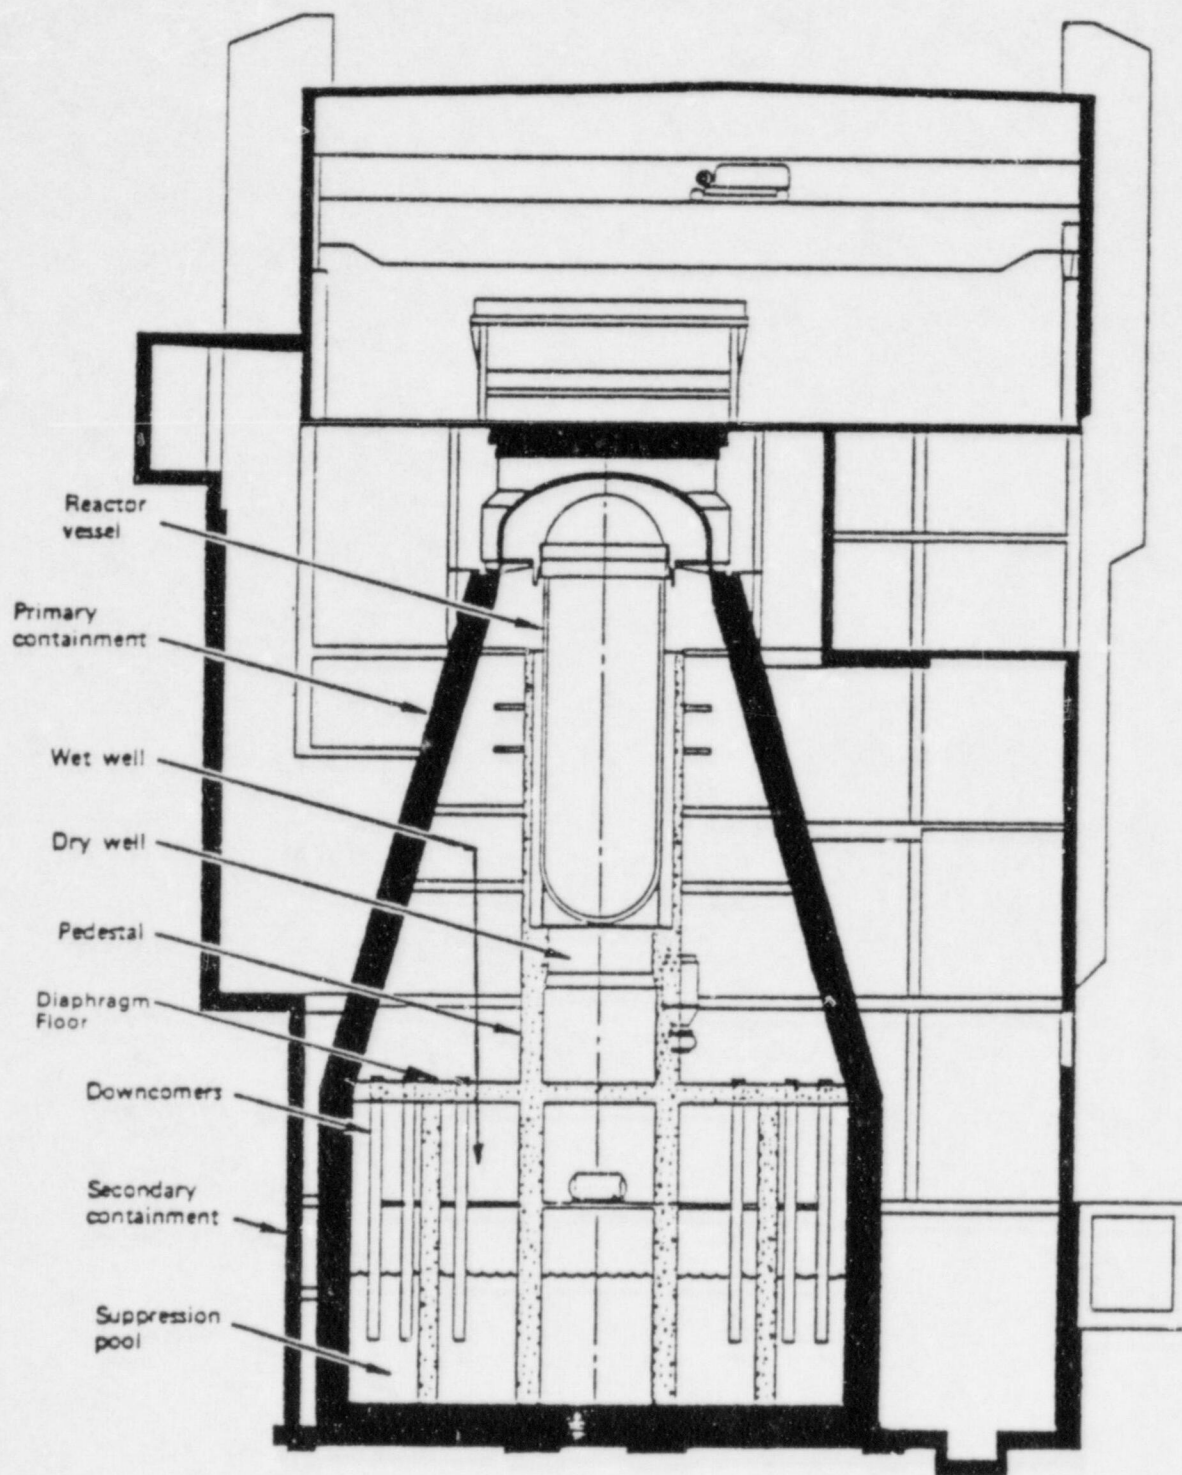 Reactor
vessel
Primary
containment
Wet well
Dry well
Pedestal
Diaphragm
Floor
Downcomers
Secondary
containment
Suppression
pool